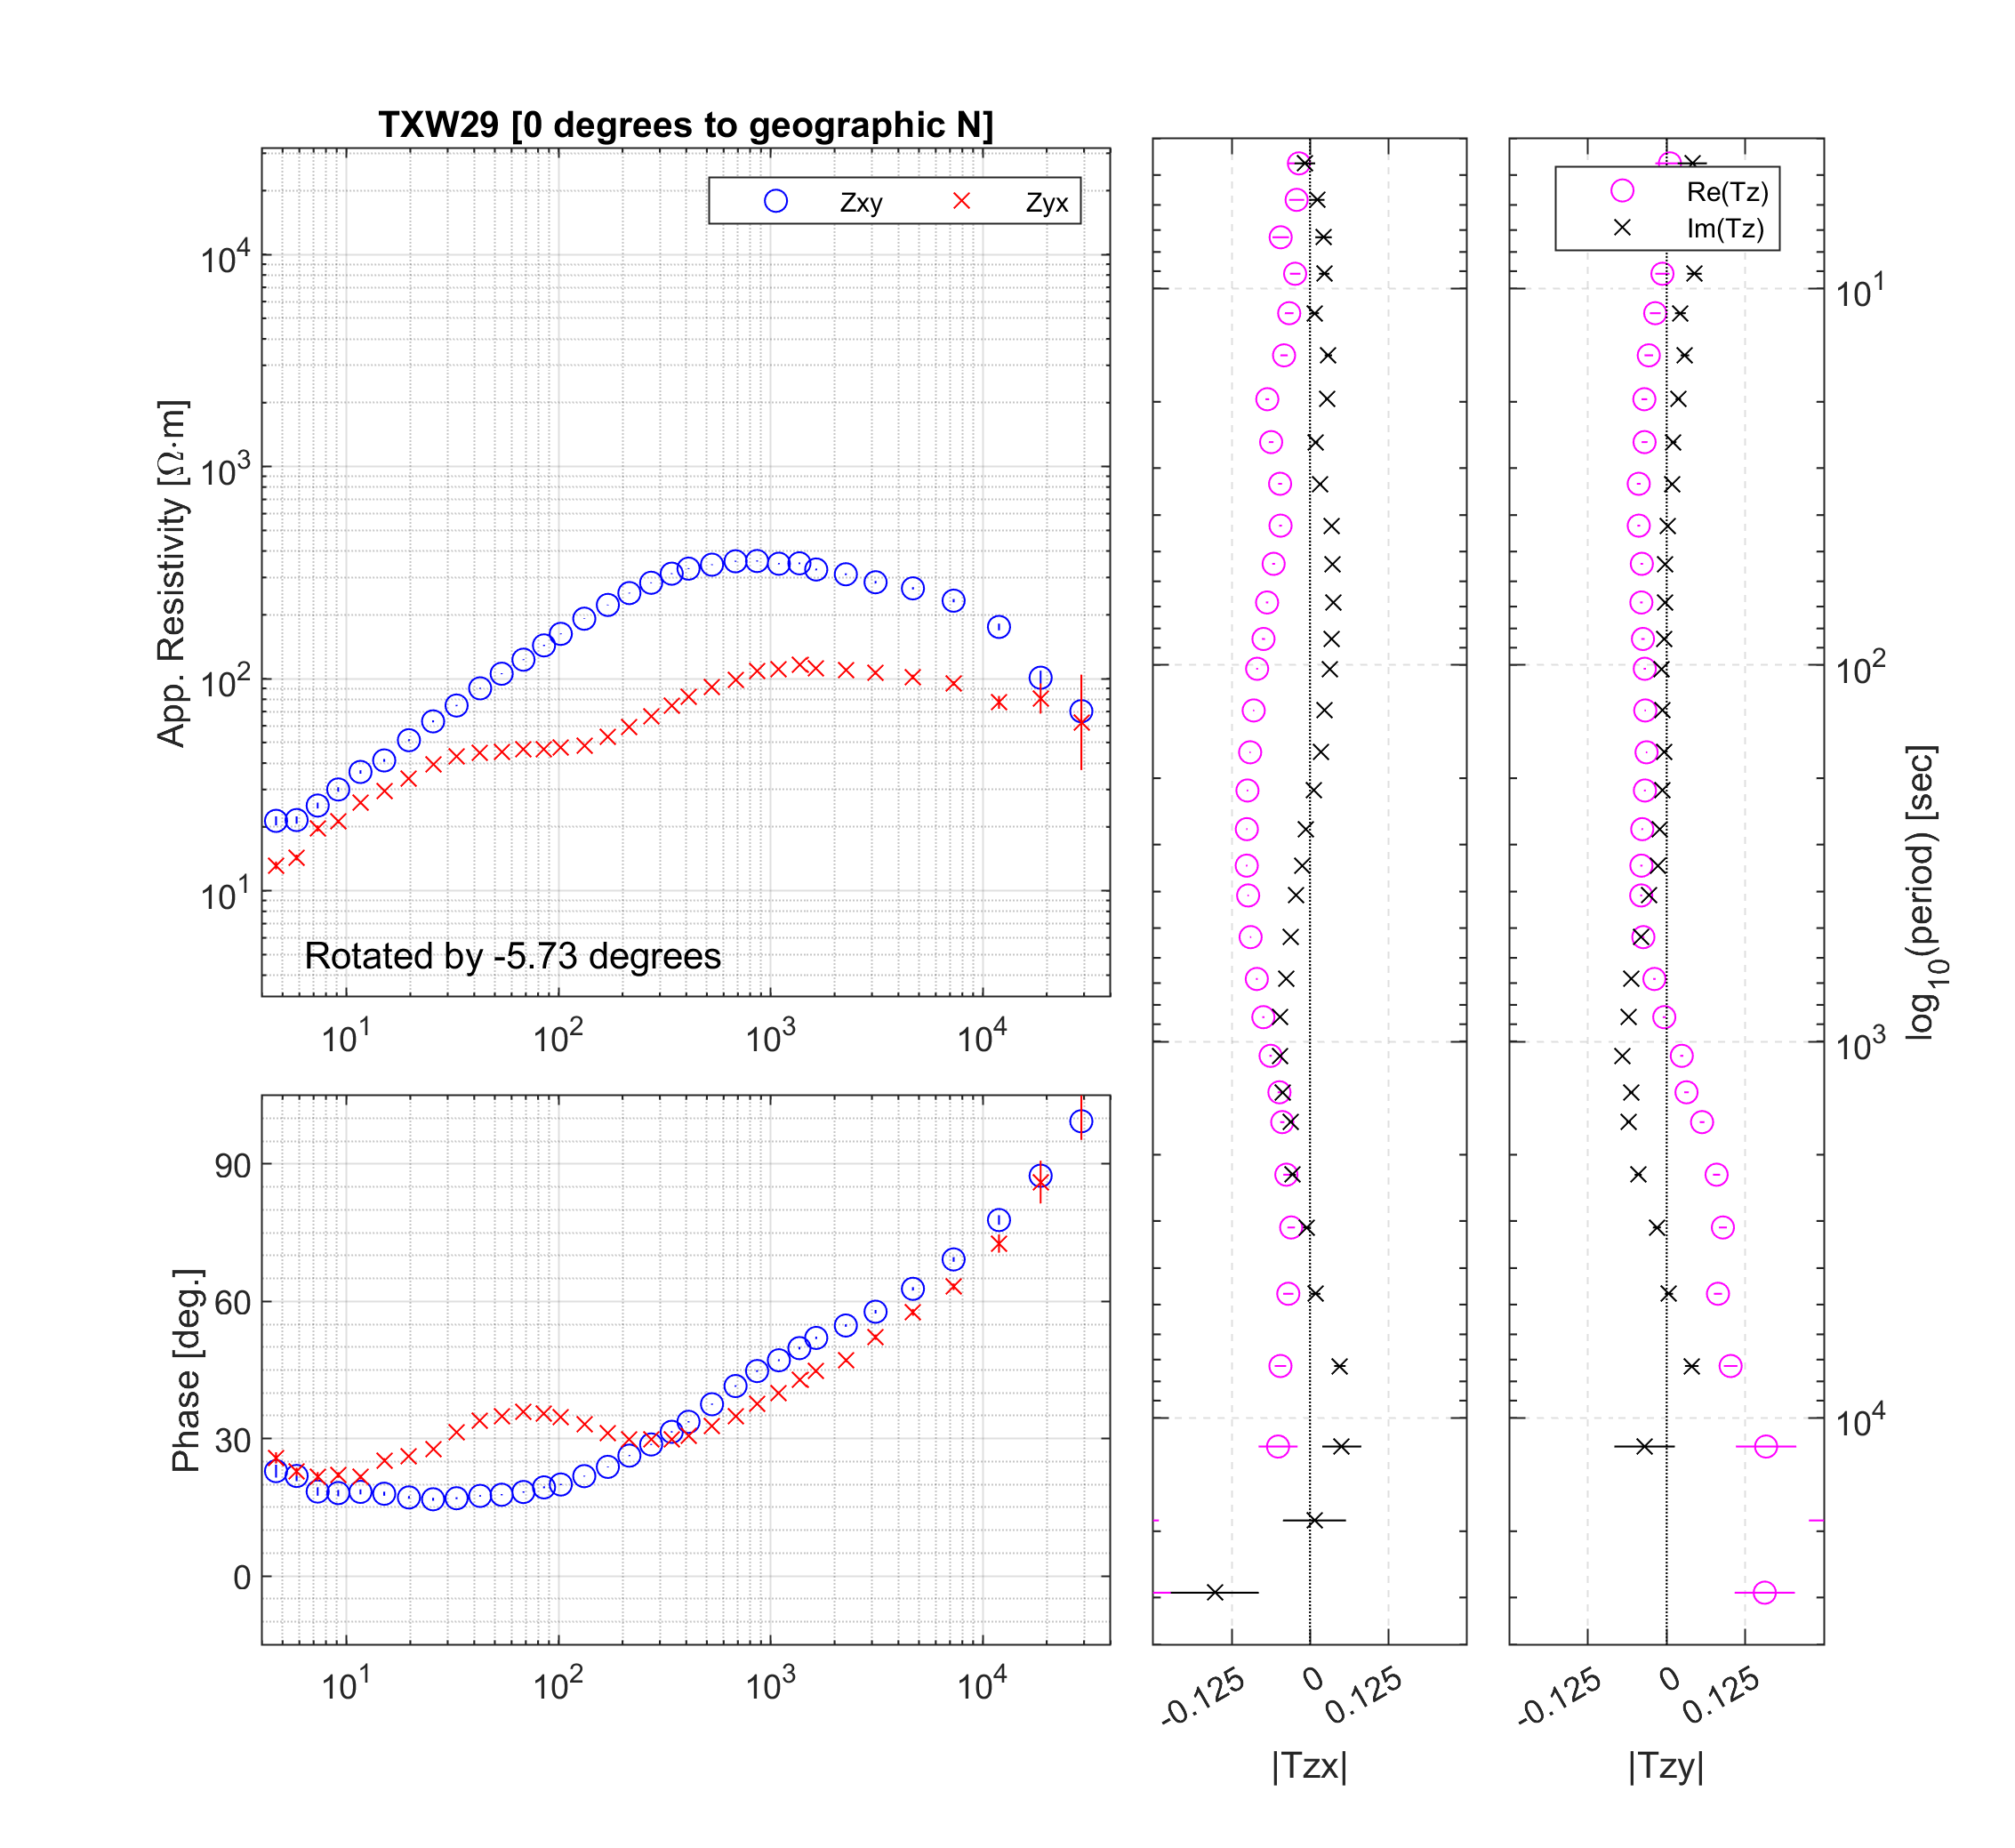 TXW29 [0 degrees to geographic N]
Zxy Zyx
10^4
10^3
10^2
10^1
App. Resistivity [Ω·m]
Rotated by -5.73 degrees
10^1 10^2 10^3 10^4
90
60
30
0
Phase [deg.]
10^1 10^2 10^3 10^4
-0.125 0 0.125
|Tzx|
Re(Tz)
Im(Tz)
-0.125 0 0.125
|Tzy|
10^1
10^2
10^3
10^4
log_10(period) [sec]